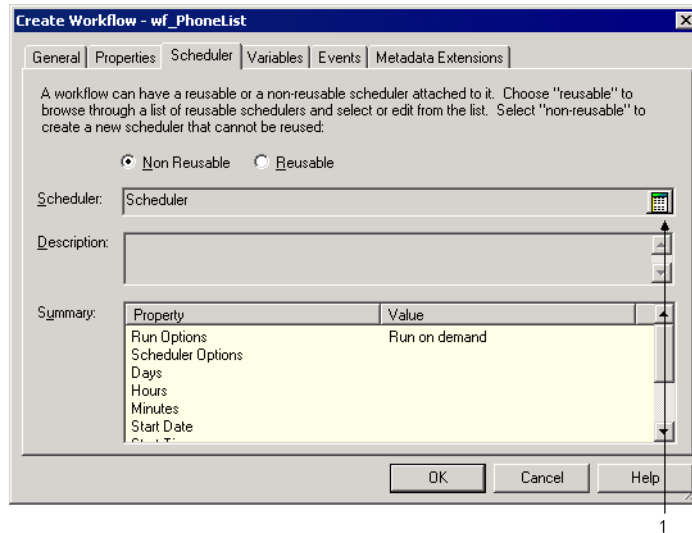 Create Workflow - wf_PhoneList
General Properties Scheduler Variables Events Metadata Extensions
A workflow can have a reusable or a non-reusable scheduler attached to it. Choose "reusable" to
browse through a list of reusable schedulers and select or edit from the list. Select "non-reusable" to
create a new scheduler that cannot be reused:
Non Reusable Reusable
Scheduler: Scheduler
Description:
Summary: Property Value
Run Options Run on demand
Scheduler Options
Days
Hours
Minutes
Start Date
OK Cancel Help
1